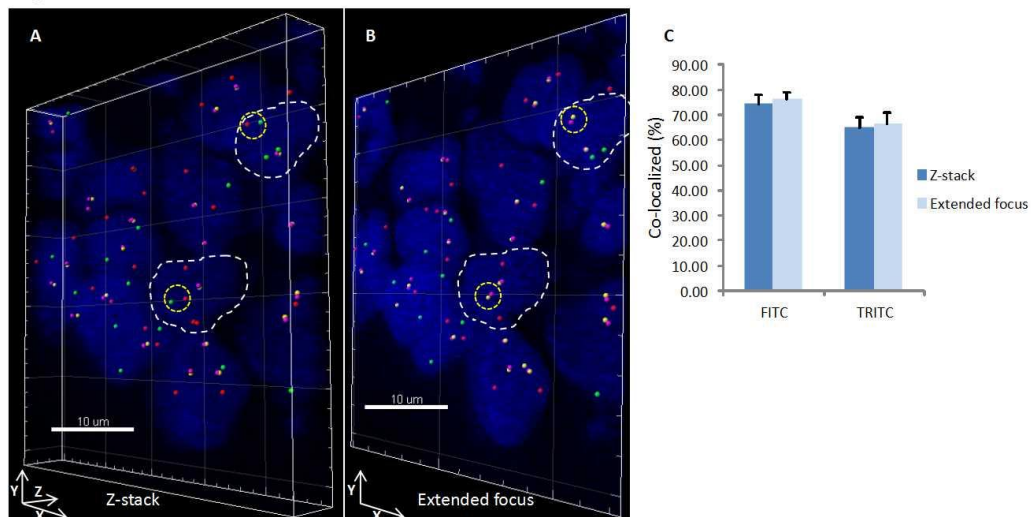 A
10 um
Y
Z
X
Z-stack
B
10 um
Y
X
Extended focus
C
Co-localized (%)
90.00
80.00
70.00
60.00
50.00
40.00
30.00
20.00
10.00
0.00
FITC
TRITC
Z-stack
Extended focus